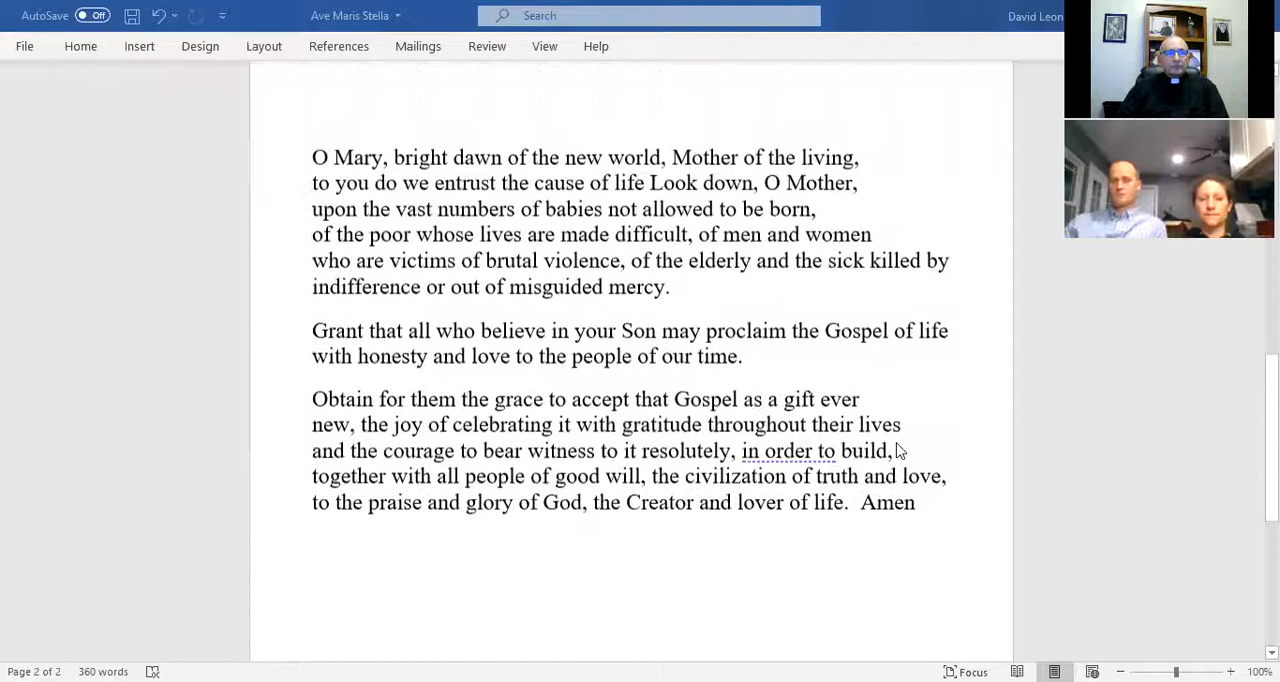 AutoSave Off Ave Maris Stella Search David Leon
File Home Insert Design Layout References Mailings Review View Help
O Mary, bright dawn of the new world, Mother of the living,
to you do we entrust the cause of life Look down, O Mother,
upon the vast numbers of babies not allowed to be born,
of the poor whose lives are made difficult, of men and women
who are victims of brutal violence, of the elderly and the sick killed by
indifference or out of misguided mercy.
Grant that all who believe in your Son may proclaim the Gospel of life
with honesty and love to the people of our time.
Obtain for them the grace to accept that Gospel as a gift ever
new, the joy of celebrating it with gratitude throughout their lives
and the courage to bear witness to it resolutely, in order to build,
together with all people of good will, the civilization of truth and love,
to the praise and glory of God, the Creator and lover of life. Amen
Page 2 of 2 360 words Focus 100%